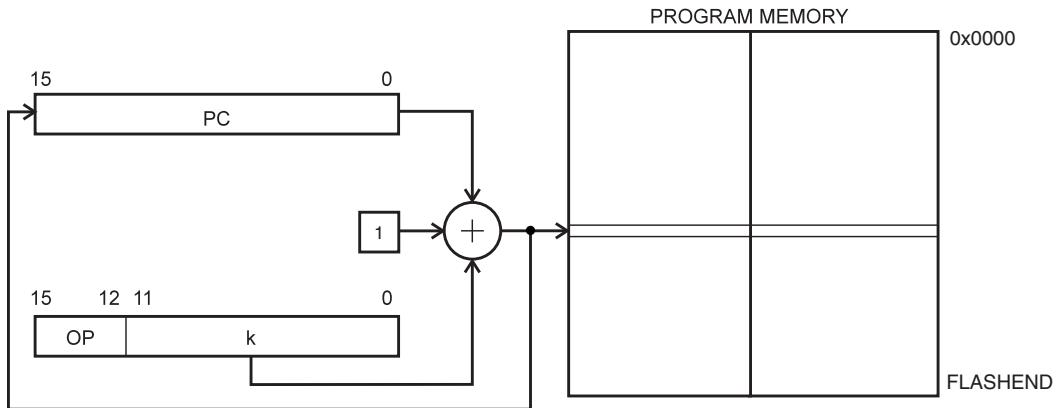 PROGRAM MEMORY
0x0000
15 0
PC
1
+
15 12 11 0
OP k
FLASHEND